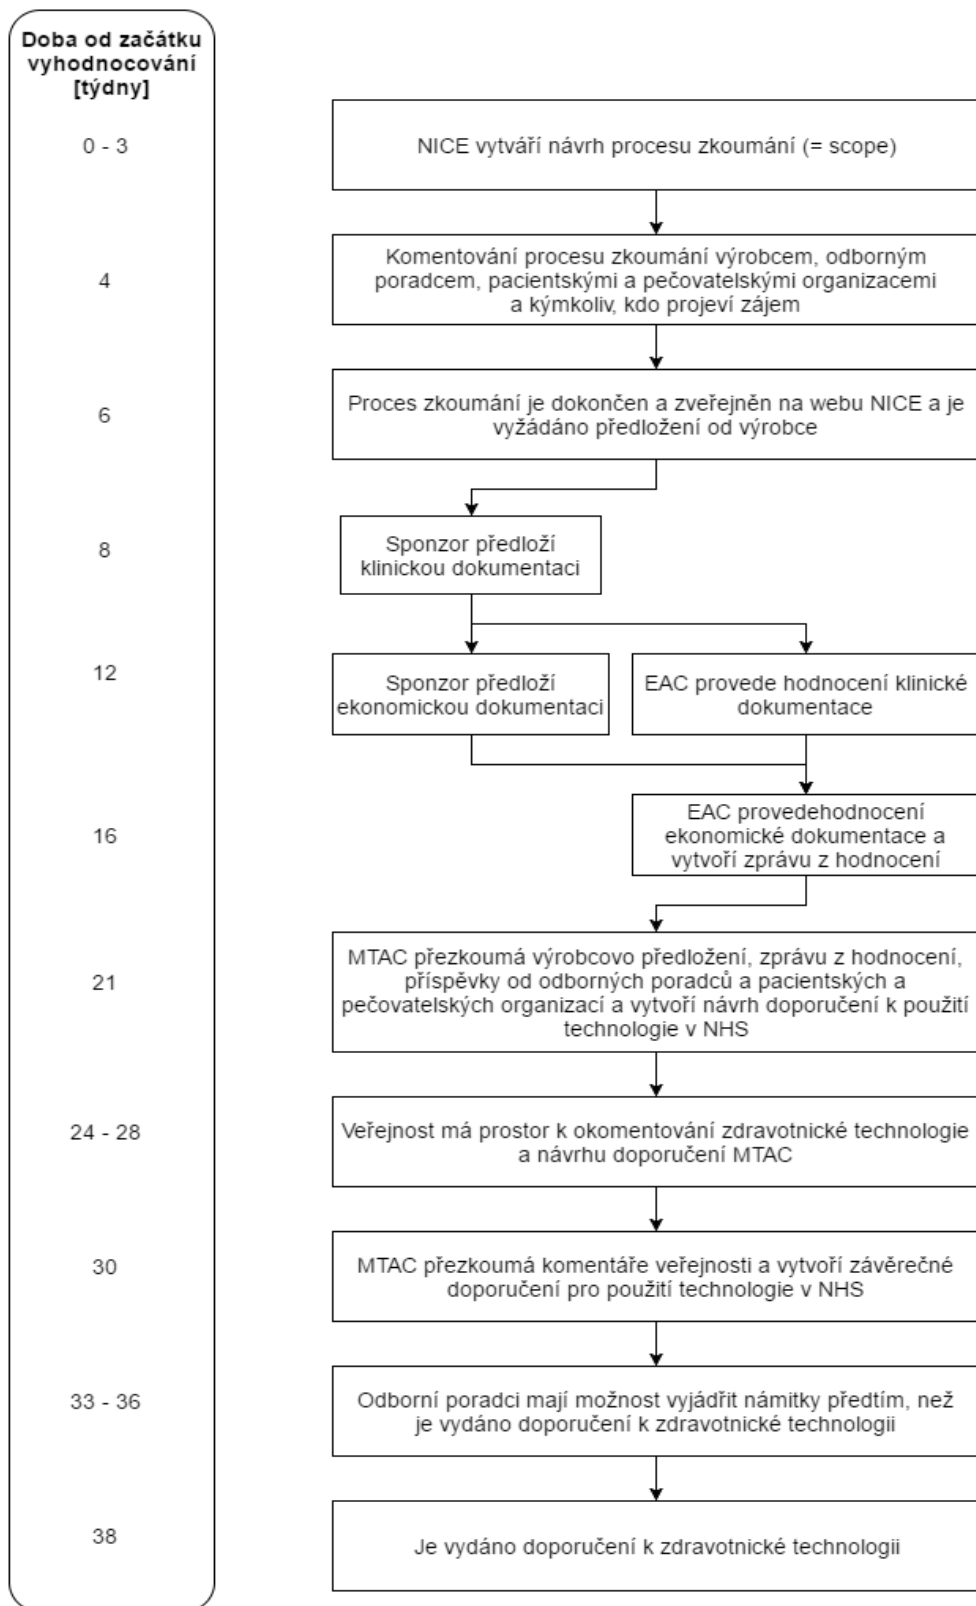 Doba od začátku
vyhodnocování
[týdny]
0 - 3
NICE vytváří návrh procesu zkoumání (= scope)
4
Komentování procesu zkoumání výrobcem, odborným
poradcem, pacientskými a pečovatelskými organizacemi
a kýmkoliv, kdo projeví zájem
6
Proces zkoumání je dokončen a zveřejněn na webu NICE a je
vyžádáno předložení od výrobce
8
Sponzor předloží
klinickou dokumentaci
12
Sponzor předloží
ekonomickou dokumentaci
EAC provede hodnocení klinické
dokumentace
16
EAC provedehodnocení
ekonomické dokumentace a
vytvoří zprávu z hodnocení
21
MTAC přezkoumá výrobcovo předložení, zprávu z hodnocení,
příspěvky od odborných poradců a pacientských a
pečovatelských organizací a vytvoří návrh doporučení k použití
technologie v NHS
24 - 28
Veřejnost má prostor k okomentování zdravotnické technologie
a návrhu doporučení MTAC
30
MTAC přezkoumá komentáře veřejnosti a vytvoří závěrečné
doporučení pro použití technologie v NHS
33 - 36
Odborní poradci mají možnost vyjádřit námitky předtím, než
je vydáno doporučení k zdravotnické technologii
38
Je vydáno doporučení k zdravotnické technologii